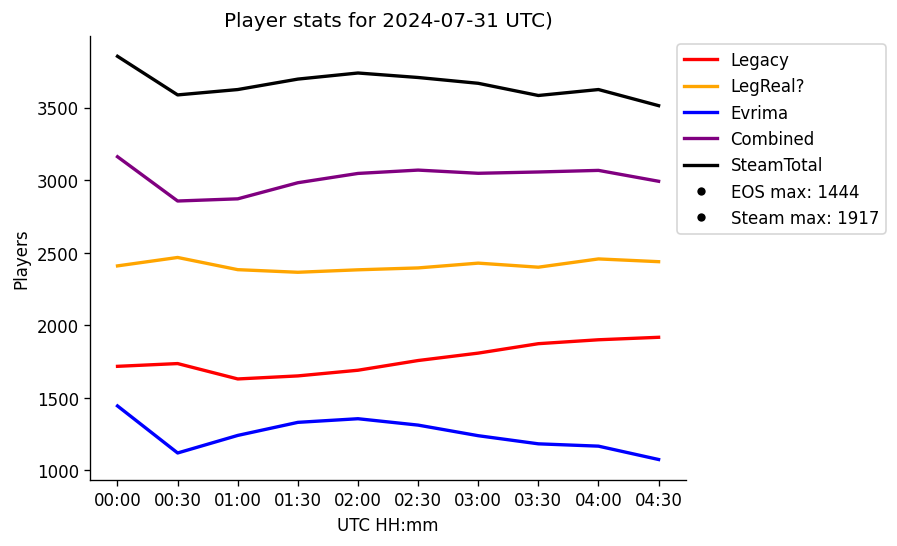 Player stats for 2024-07-31 UTC)
Legacy
LegReal?
Evrima
Combined
SteamTotal
EOS max: 1444
Steam max: 1917
Players
3500
3000
2500
2000
1500
1000
00:00 00:30 01:00 01:30 02:00 02:30 03:00 03:30 04:00 04:30
UTC HH:mm